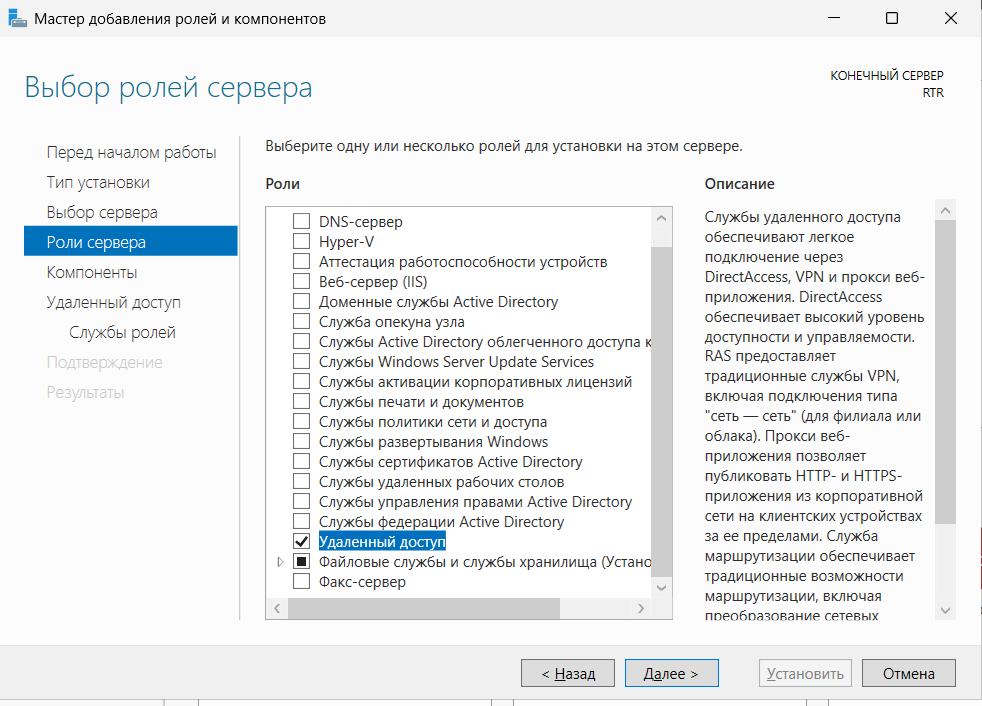 Мастер добавления ролей и компонентов
Выбор ролей сервера
КОНЕЧНЫЙ СЕРВЕР
RTR
Перед началом работы
Тип установки
Выбор сервера
Роли сервера
Компоненты
Удаленный доступ
Службы ролей
Подтверждение
Результаты
Выберите одну или несколько ролей для установки на этом сервере.
Роли
DNS-сервер
Hyper-V
Аттестация работоспособности устройств
Веб-сервер (IIS)
Доменные службы Active Directory
Служба опекуна узла
Службы Active Directory облегченного доступа к
Службы Windows Server Update Services
Службы активации корпоративных лицензий
Службы печати и документов
Службы политики сети и доступа
Службы развертывания Windows
Службы сертификатов Active Directory
Службы удаленных рабочих столов
Службы управления правами Active Directory
Службы федерации Active Directory
Удаленный доступ
Файловые службы и службы хранилища (Устано
Факс-сервер
Описание
Службы удаленного доступа
обеспечивают легкое
подключение через
DirectAccess, VPN и прокси веб-
приложения. DirectAccess
обеспечивает высокий уровень
доступности и управляемости.
RAS предоставляет
традиционные службы VPN,
включая подключения типа
"сеть — сеть" (для филиала или
облака). Прокси веб-
приложения позволяет
публиковать HTTP- и HTTPS-
приложения из корпоративной
сети на клиентских устройствах
за ее пределами. Служба
маршрутизации обеспечивает
традиционные возможности
маршрутизации, включая
преобразование сетевых
< Назад
Далее >
Установить
Отмена